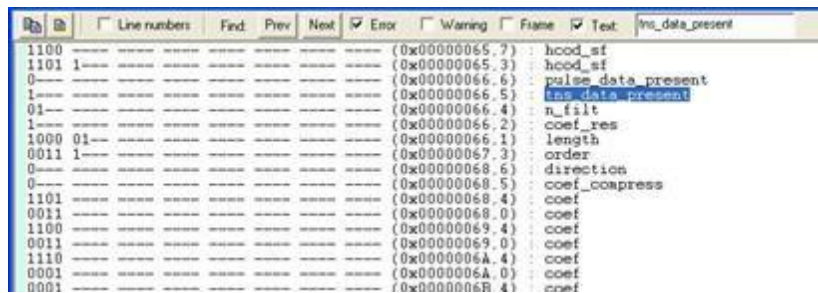 Line numbers Find: Prev Next Error Warning Frame Text: tns_data_present
1100 ---- ---- ---- ---- ---- ---- ---- (0x00000065,7) : hcod_sf
1101 1--- ---- ---- ---- ---- ---- ---- (0x00000065,3) : hcod_sf
0--- ---- ---- ---- ---- ---- ---- ---- (0x00000066,6) : pulse_data_present
1--- ---- ---- ---- ---- ---- ---- ---- (0x00000066,5) : tns_data_present
01-- ---- ---- ---- ---- ---- ---- ---- (0x00000066,4) : n_filt
1--- ---- ---- ---- ---- ---- ---- ---- (0x00000066,2) : coef_res
1000 01-- ---- ---- ---- ---- ---- ---- (0x00000066,1) : length
0011 1--- ---- ---- ---- ---- ---- ---- (0x00000067,3) : order
0--- ---- ---- ---- ---- ---- ---- ---- (0x00000068,6) : direction
0--- ---- ---- ---- ---- ---- ---- ---- (0x00000068,5) : coef_compress
1101 ---- ---- ---- ---- ---- ---- ---- (0x00000068,4) : coef
0011 ---- ---- ---- ---- ---- ---- ---- (0x00000068,0) : coef
1100 ---- ---- ---- ---- ---- ---- ---- (0x00000069,4) : coef
0011 ---- ---- ---- ---- ---- ---- ---- (0x00000069,0) : coef
1110 ---- ---- ---- ---- ---- ---- ---- (0x0000006A,4) : coef
0001 ---- ---- ---- ---- ---- ---- ---- (0x0000006A,0) : coef
0001 ---- ---- ---- ---- ---- ---- ---- (0x0000006B,4) : coef